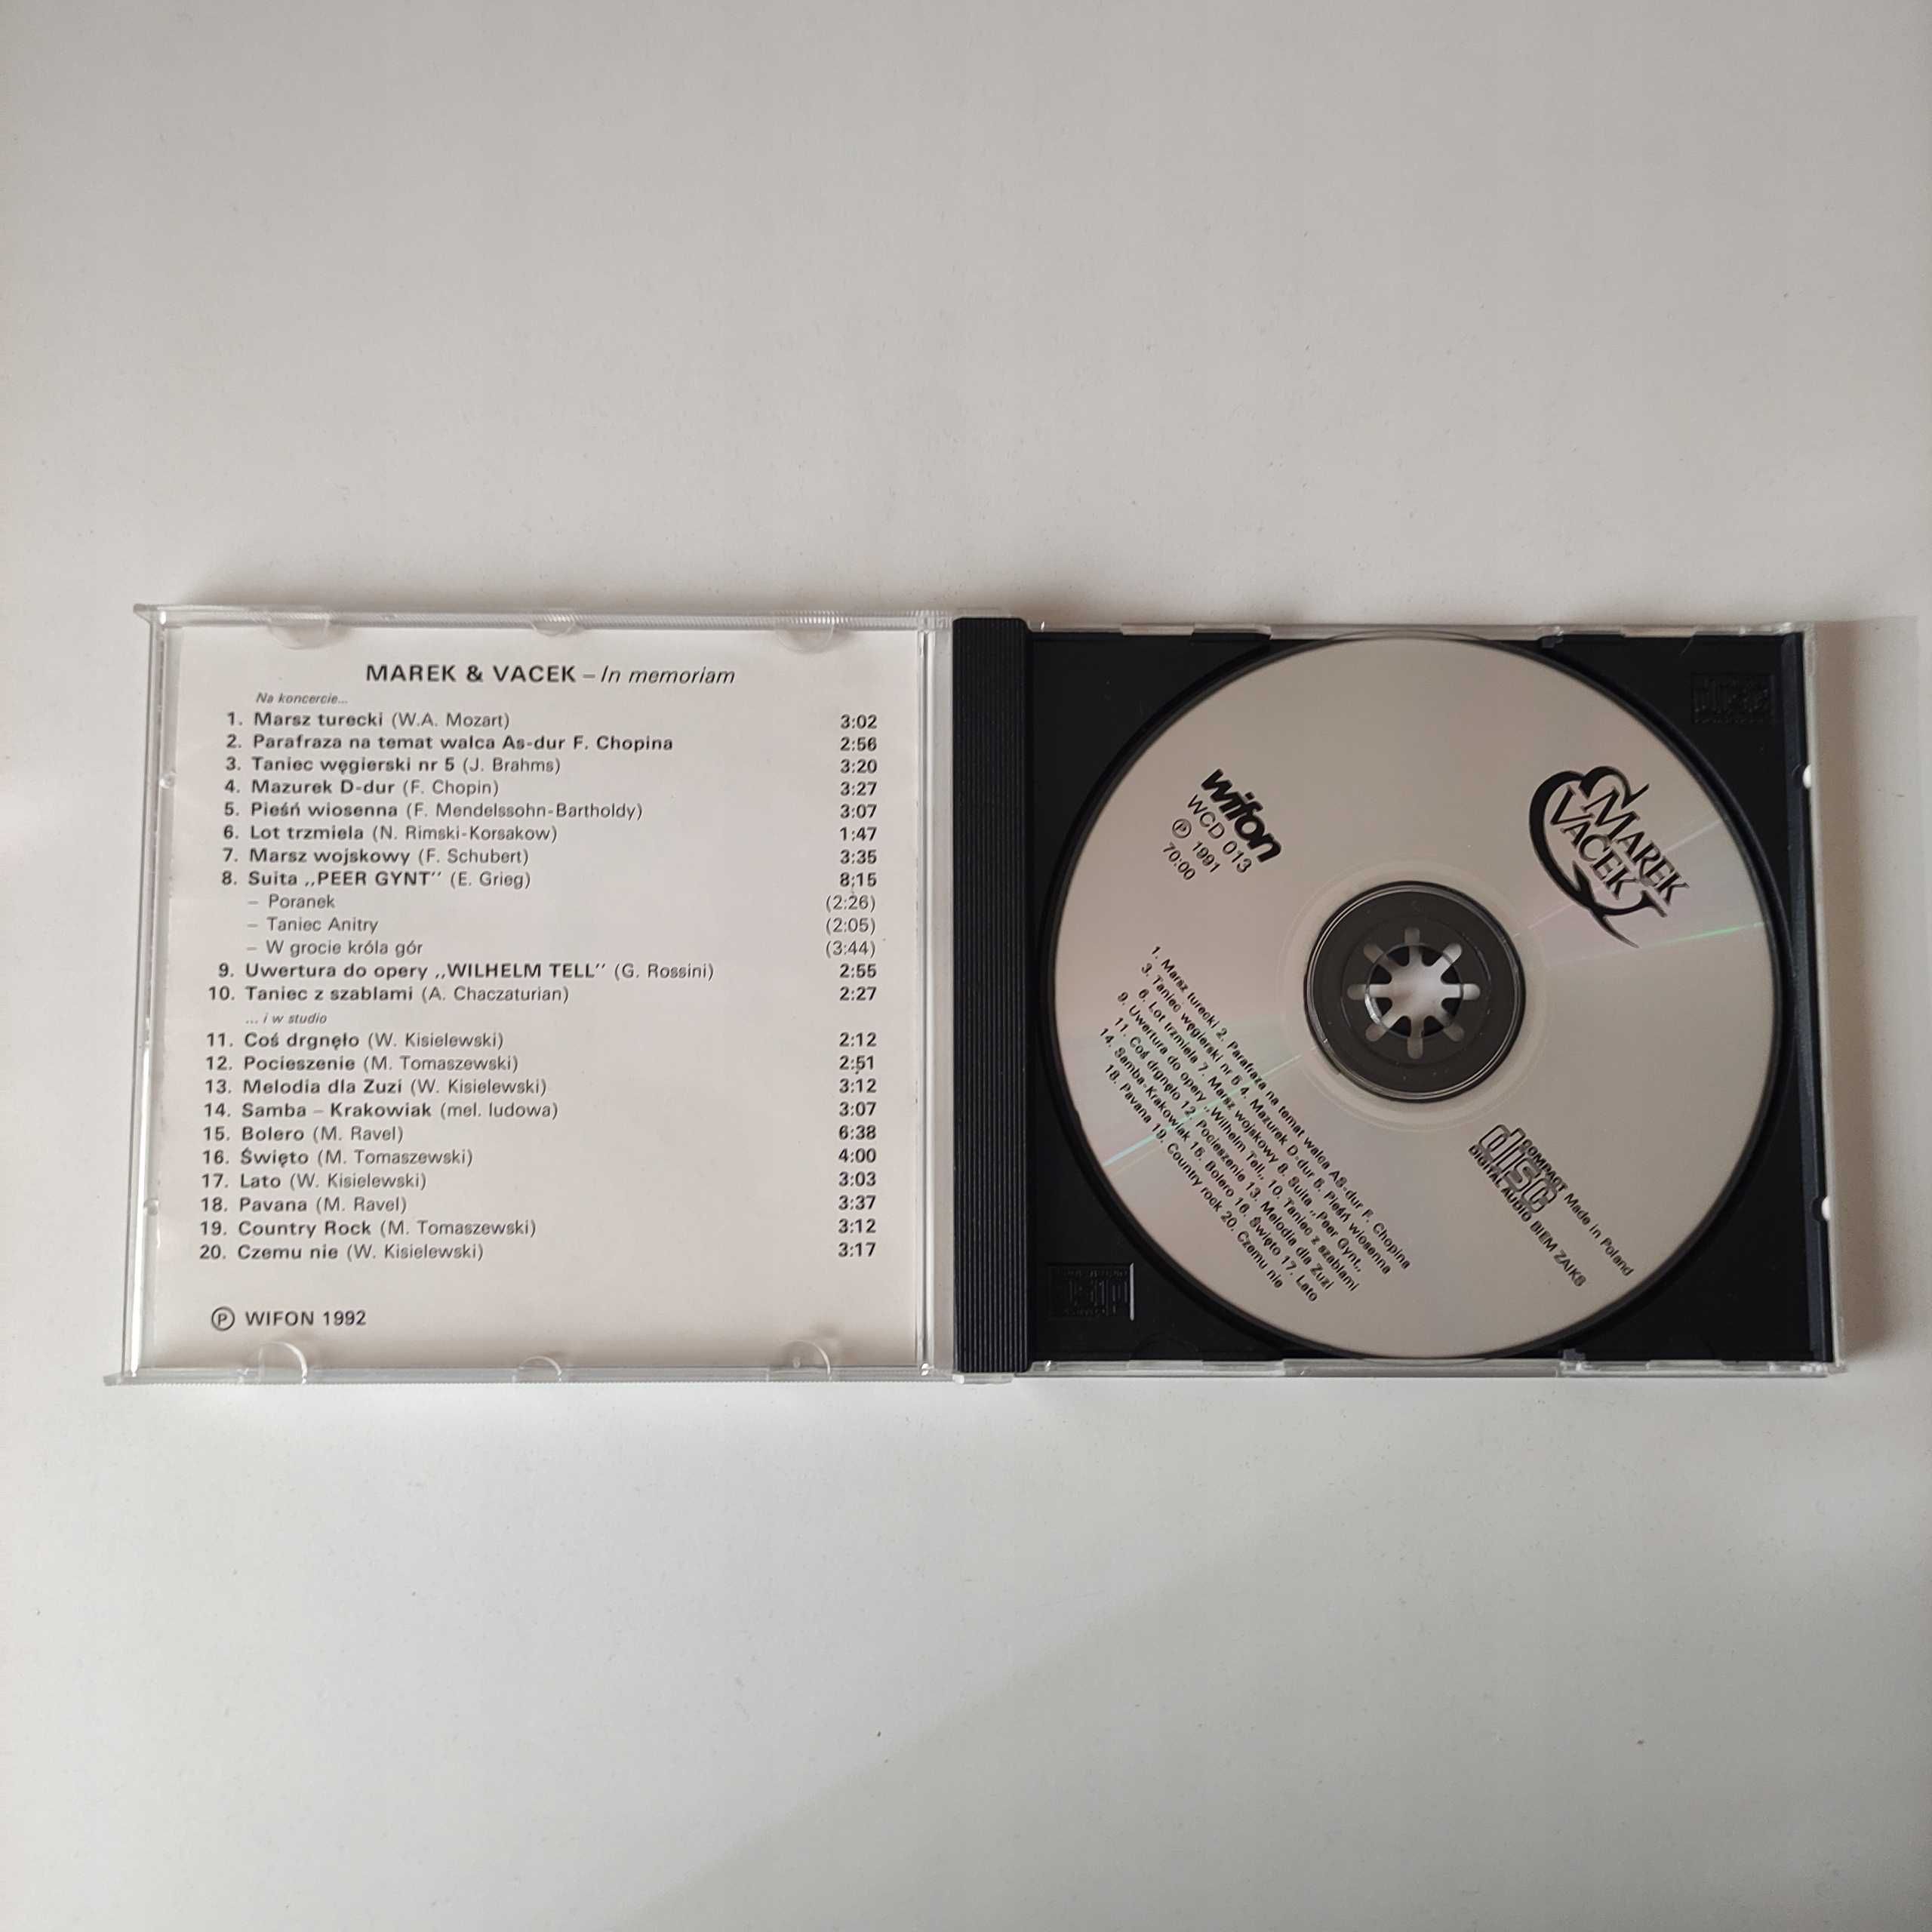 MAREK & VACEK – In memoriam
Na koncercie...
1. Marsz turecki (W.A. Mozart) 3:02
2. Parafraza na temat walca As-dur F. Chopina 2:56
3. Taniec węgierski nr 5 (J. Brahms) 3:20
4. Mazurek D-dur (F. Chopin) 3:27
5. Pieśń wiosenna (F. Mendelssohn-Bartholdy) 3:07
6. Lot trzmiela (N. Rimski-Korsakow) 1:47
7. Marsz wojskowy (F. Schubert) 3:35
8. Suita ,,PEER GYNT'' (E. Grieg) 8:15
– Poranek (2:26)
– Taniec Anitry (2:05)
– W grocie króla gór (3:44)
9. Uwertura do opery ,,WILHELM TELL'' (G. Rossini) 2:55
10. Taniec z szablami (A. Chaczaturian) 2:27
... i w studio
11. Coś drgnęło (W. Kisielewski) 2:12
12. Pocieszenie (M. Tomaszewski) 2:51
13. Melodia dla Zuzi (W. Kisielewski) 3:12
14. Samba – Krakowiak (mel. ludowa) 3:07
15. Bolero (M. Ravel) 6:38
16. Święto (M. Tomaszewski) 4:00
17. Lato (W. Kisielewski) 3:03
18. Pavana (M. Ravel) 3:37
19. Country Rock (M. Tomaszewski) 3:12
20. Czemu nie (W. Kisielewski) 3:17
Ⓟ WIFON 1992
wifon
WCD 013
Ⓟ 1991
70:00
MAREK
VACEK
1. Marsz turecki 2. Parafraza na temat walca AS-dur F. Chopina
3. Taniec węgierski nr 5 4. Mazurek D-dur 5. Pieśń wiosenna
6. Lot trzmiela 7. Marsz wojskowy 8. Suita ,,Peer Gynt,,
9. Uwertura do opery ,,Wilhelm Tell,, 10. Taniec z szablami
11. Coś drgnęło 12. Pocieszenie 13. Melodia dla Zuzi
14. Samba-Krakowiak 15. Bolero 16. Święto 17. Lato
18. Pavana 19. Country rock 20. Czemu nie
COMPACT Made in Poland
disc
DIGITAL AUDIO BIEM ZAIKS